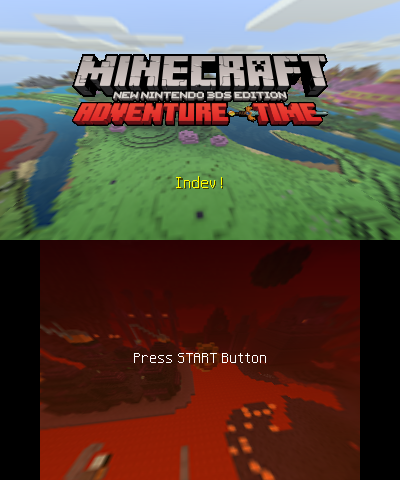 MINECRAFT
NEW NINTENDO 3DS EDITION
ADVENTURE TIME
Indev!
Press START Button